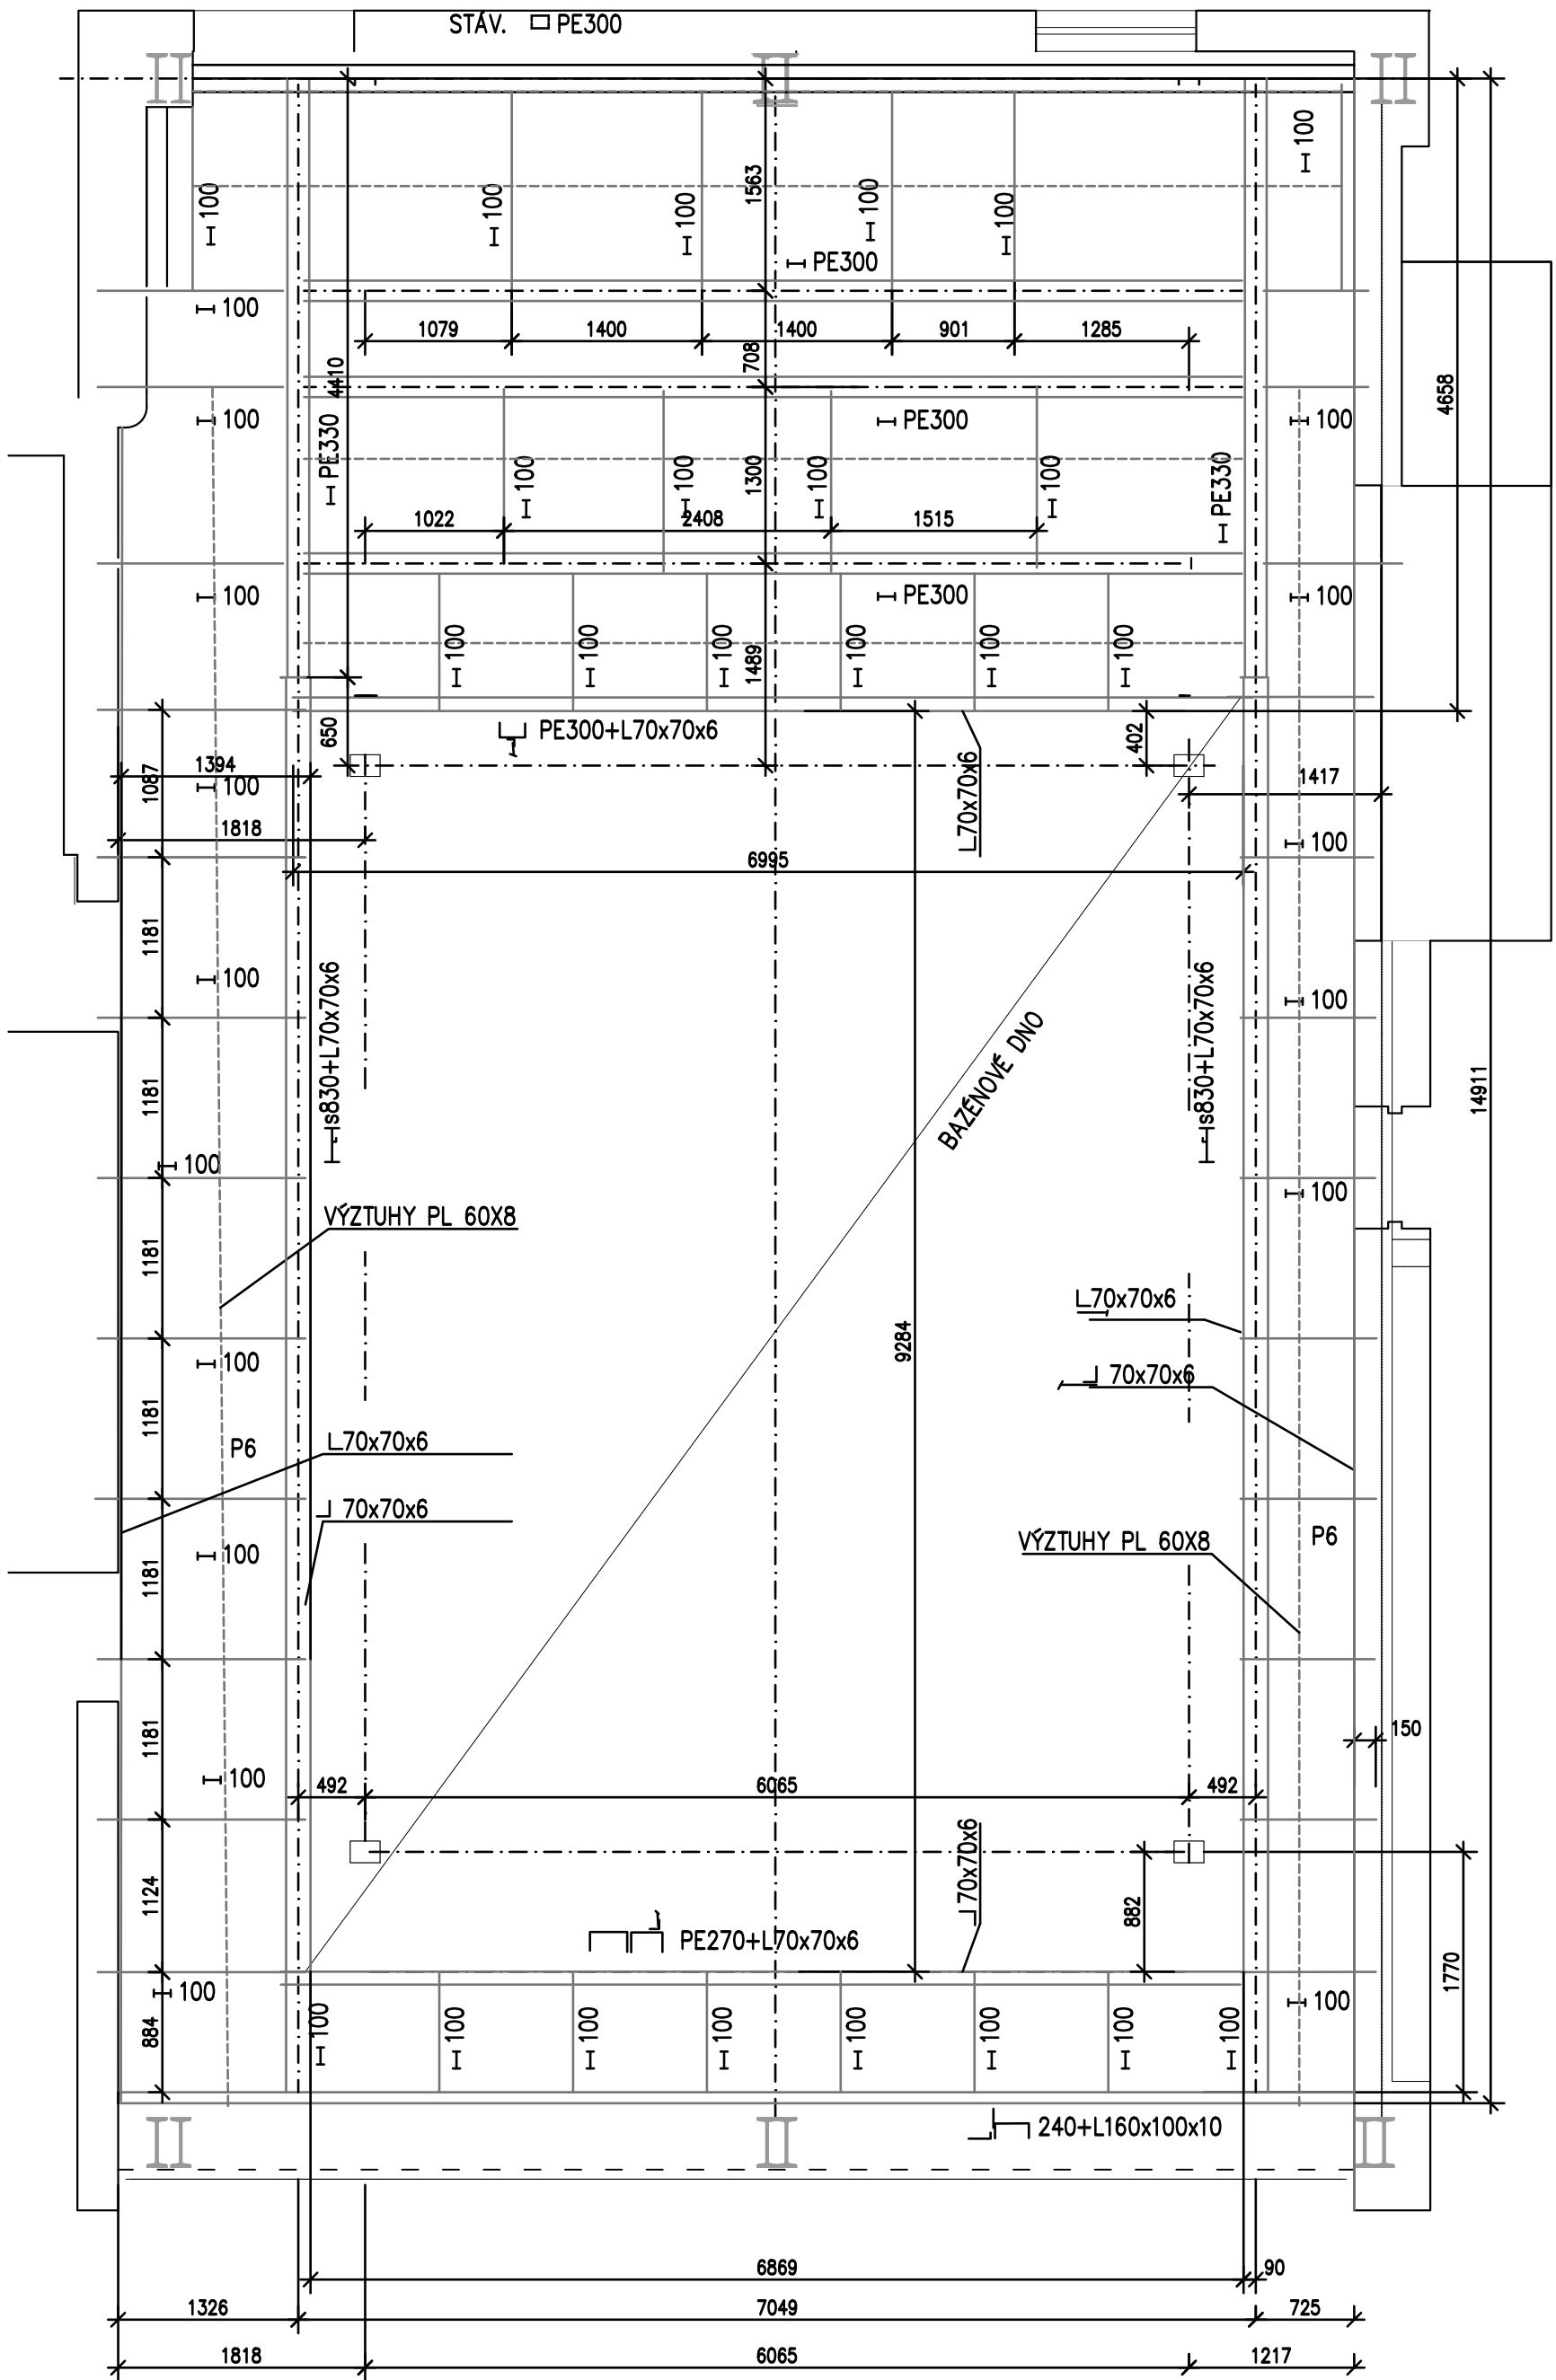 STÁV. PE300
I 100
I 100
I 100
I 100
I 100
I 100
1563
I PE300
I 100
1079
1400
1400
901
1285
708
4410
4658
I 100
I PE300
I 100
I PE330
I 100
I 100
I 100
I 100
1300
I PE330
1022
2408
1515
I 100
I PE300
I 100
I 100
I 100
I 100
I 100
I 100
I 100
1489
650
PE300+L70x70x6
402
1394
1087
I 100
L70x70x6
1417
1818
I 100
6995
1181
I 100
Is830+L70x70x6
Is830+L70x70x6
I 100
BAZÉNOVÉ DNO
1181
14911
I 100
I 100
VÝZTUHY PL 60X8
1181
L70x70x6
9284
I 100
70x70x6
1181
P6
L70x70x6
70x70x6
I 100
VÝZTUHY PL 60X8
P6
1181
1181
150
I 100
492
6065
492
1124
70x70x6
882
PE270+L70x70x6
1770
I 100
I 100
884
I 100
I 100
I 100
I 100
I 100
I 100
I 100
I 100
240+L160x100x10
6869
90
1326
7049
725
1818
6065
1217